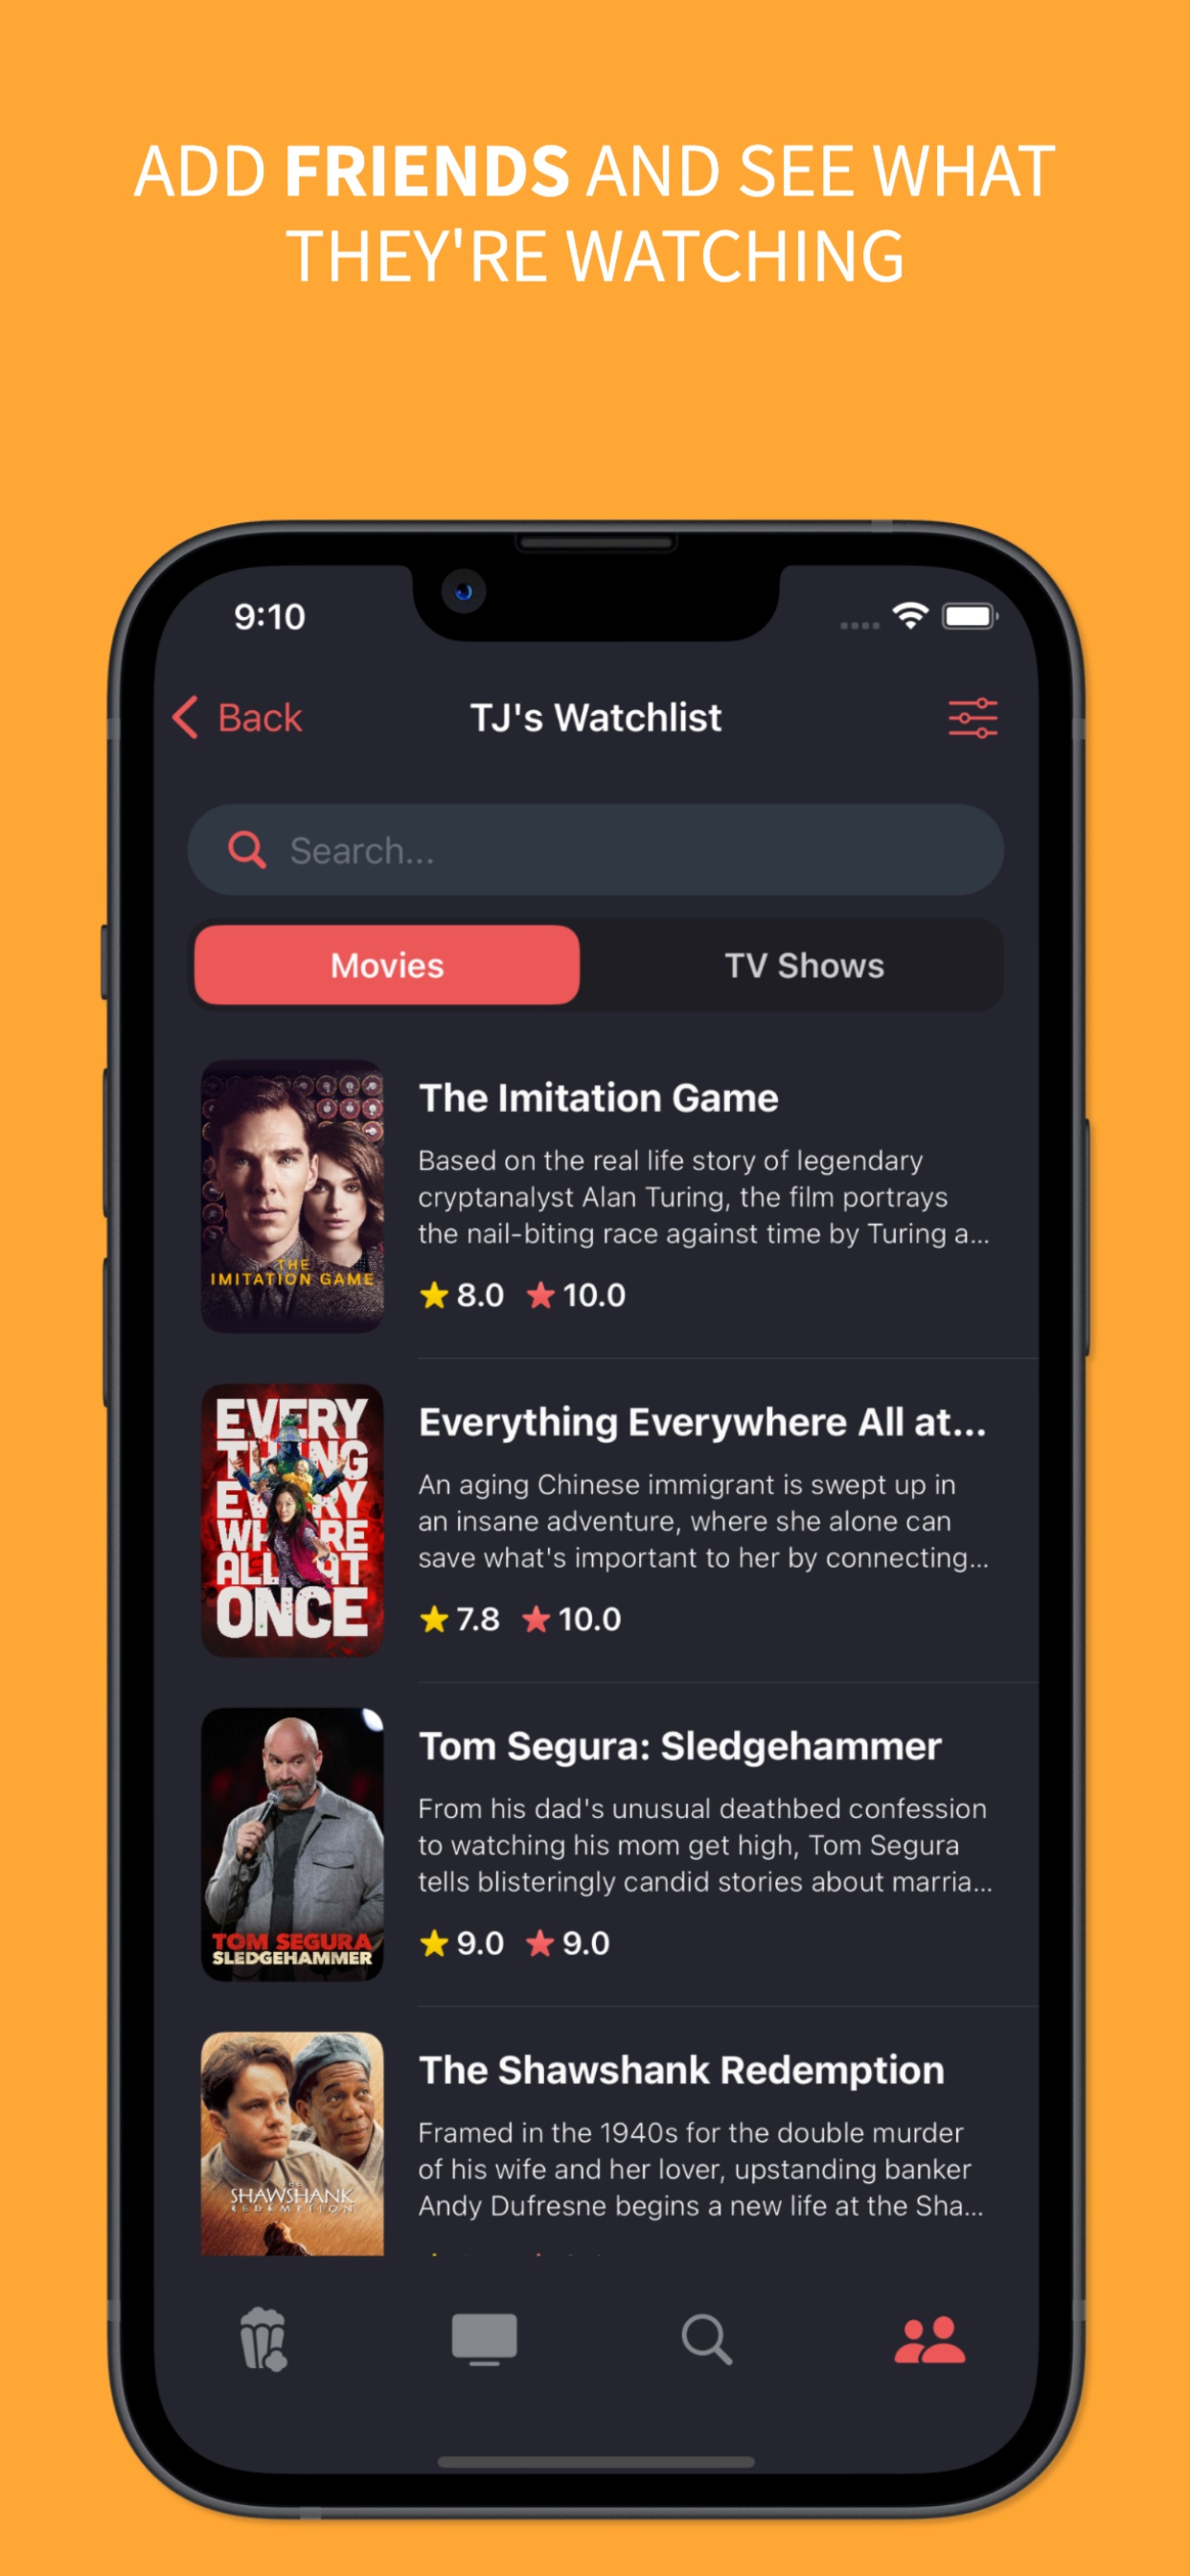 ADD FRIENDS AND SEE WHAT
THEY'RE WATCHING
9:10
Back
TJ's Watchlist
Search...
Movies
TV Shows
THE
IMITATION GAME
The Imitation Game
Based on the real life story of legendary
cryptanalyst Alan Turing, the film portrays
the nail-biting race against time by Turing a...
8.0
10.0
EVERY
THING
EVERY
WHERE
ALL AT
ONCE
Everything Everywhere All at...
An aging Chinese immigrant is swept up in
an insane adventure, where she alone can
save what's important to her by connecting...
7.8
10.0
TOM SEGURA
SLEDGEHAMMER
Tom Segura: Sledgehammer
From his dad's unusual deathbed confession
to watching his mom get high, Tom Segura
tells blisteringly candid stories about marria...
9.0
9.0
THE
SHAWSHANK
REDEMPTION
The Shawshank Redemption
Framed in the 1940s for the double murder
of his wife and her lover, upstanding banker
Andy Dufresne begins a new life at the Sha...